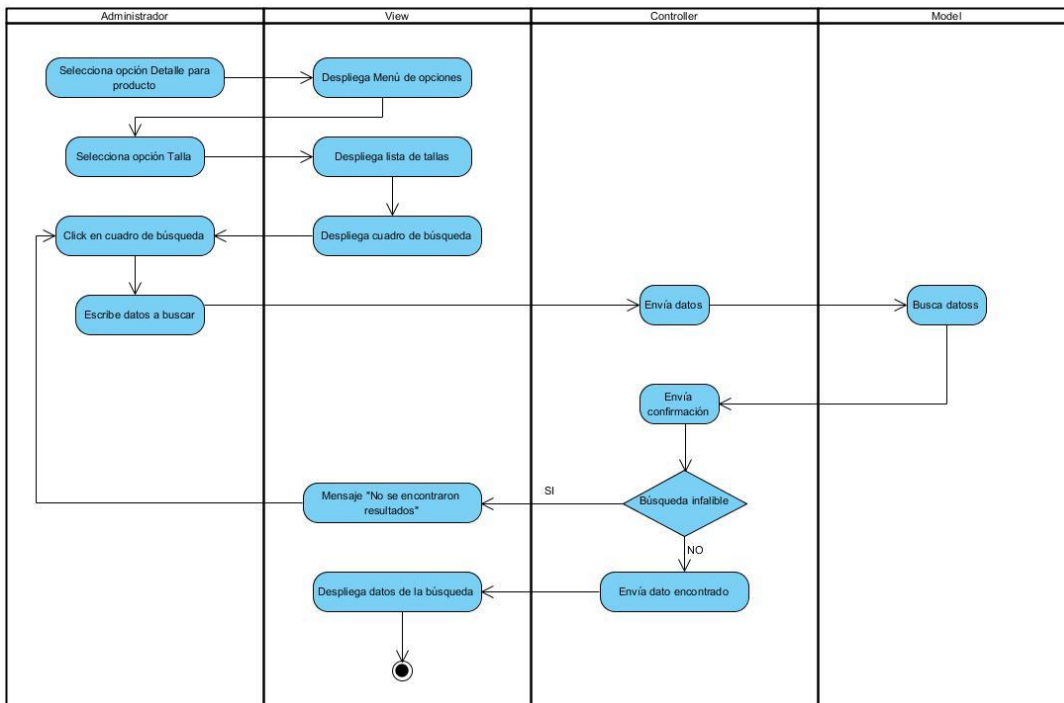 Administrador
View
Controller
Model
Selecciona opción Detalle para
producto
Despliega Menú de opciones
Selecciona opción Talla
Despliega lista de tallas
Click en cuadro de búsqueda
Despliega cuadro de búsqueda
Escribe datos a buscar
Envía datos
Busca datoss
Envía
confirmación
Mensaje "No se encontraron
resultados"
SI
Búsqueda infalible
NO
Despliega datos de la búsqueda
Envía dato encontrado